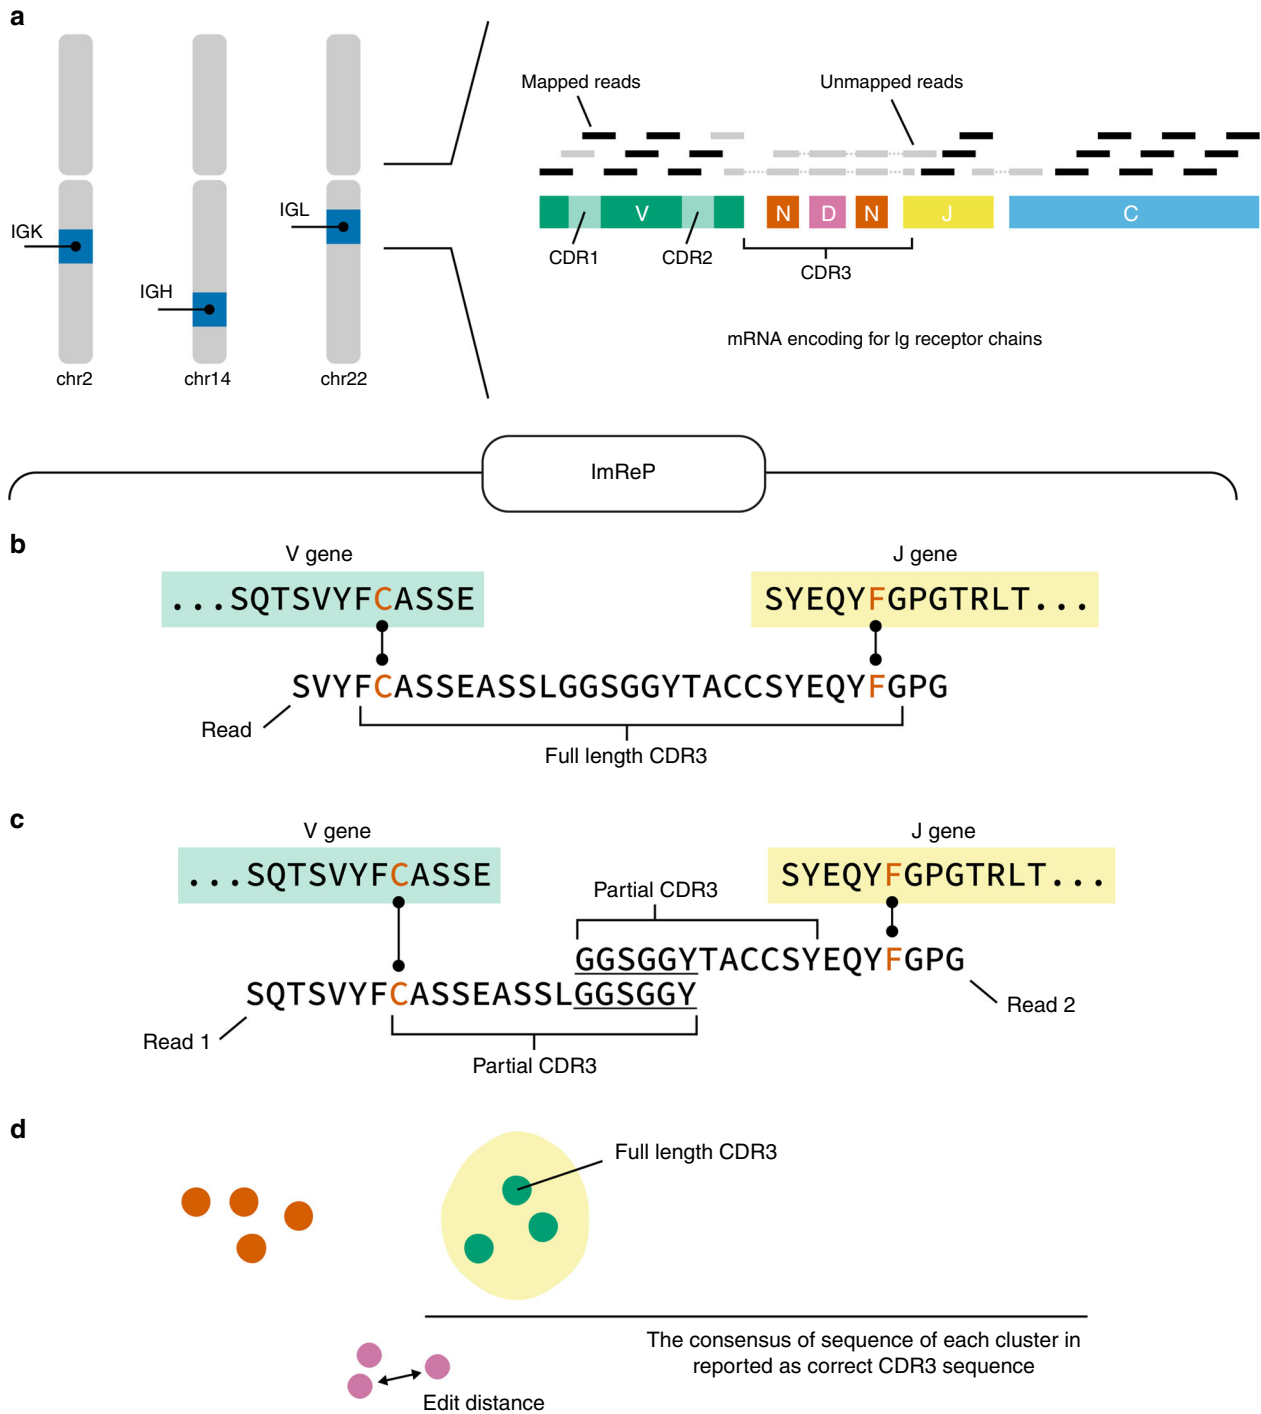 a
Mapped reads
Unmapped reads
IGK
IGH
IGL
V
N
D
N
J
C
CDR1
CDR2
CDR3
chr2
chr14
chr22
mRNA encoding for Ig receptor chains
ImReP
b
V gene
J gene
...SQTSVYFCASSE
SYEQYFGPGTRLT...
SVYFCASSEASSLGGSGGYTACCSYEQYFGPG
Read
Full length CDR3
c
V gene
J gene
...SQTSVYFCASSE
SYEQYFGPGTRLT...
Partial CDR3
GGSGGYTACCSYEQYFGPG
SQTSVYFCASSEASSLGGSGGY
Read 2
Read 1
Partial CDR3
d
Full length CDR3
The consensus of sequence of each cluster in
reported as correct CDR3 sequence
Edit distance